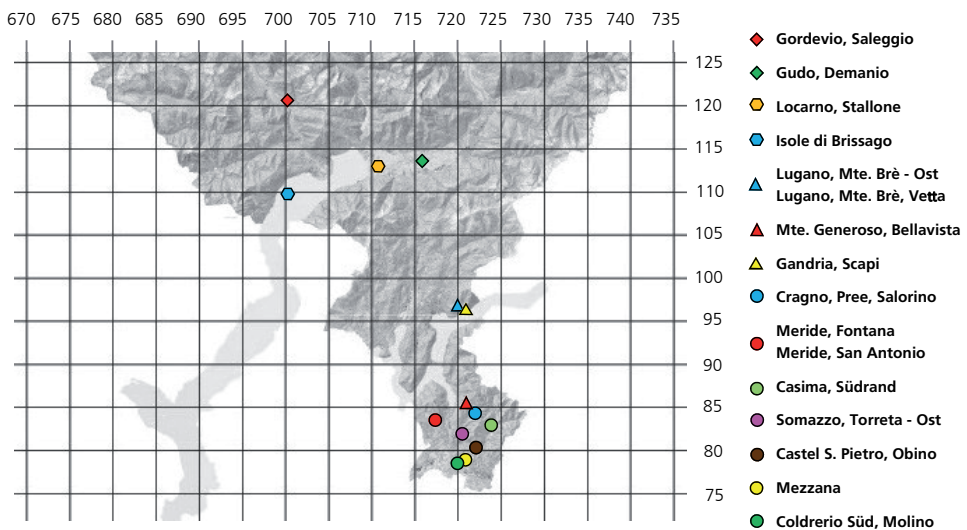 670 675 680 685 690 695 700 705 710 715 720 725 730 735 740 735
125
120
115
110
105
100
95
90
85
80
75
Gordevio, Saleggio
Gudo, Demanio
Locarno, Stallone
Isole di Brissago
Lugano, Mte. Brè - Ost
Lugano, Mte. Brè, Vetta
Mte. Generoso, Bellavista
Gandria, Scapi
Cragno, Pree, Salorino
Meride, Fontana
Meride, San Antonio
Casima, Südrand
Somazzo, Torreta - Ost
Castel S. Pietro, Obino
Mezzana
Coldrerio Süd, Molino